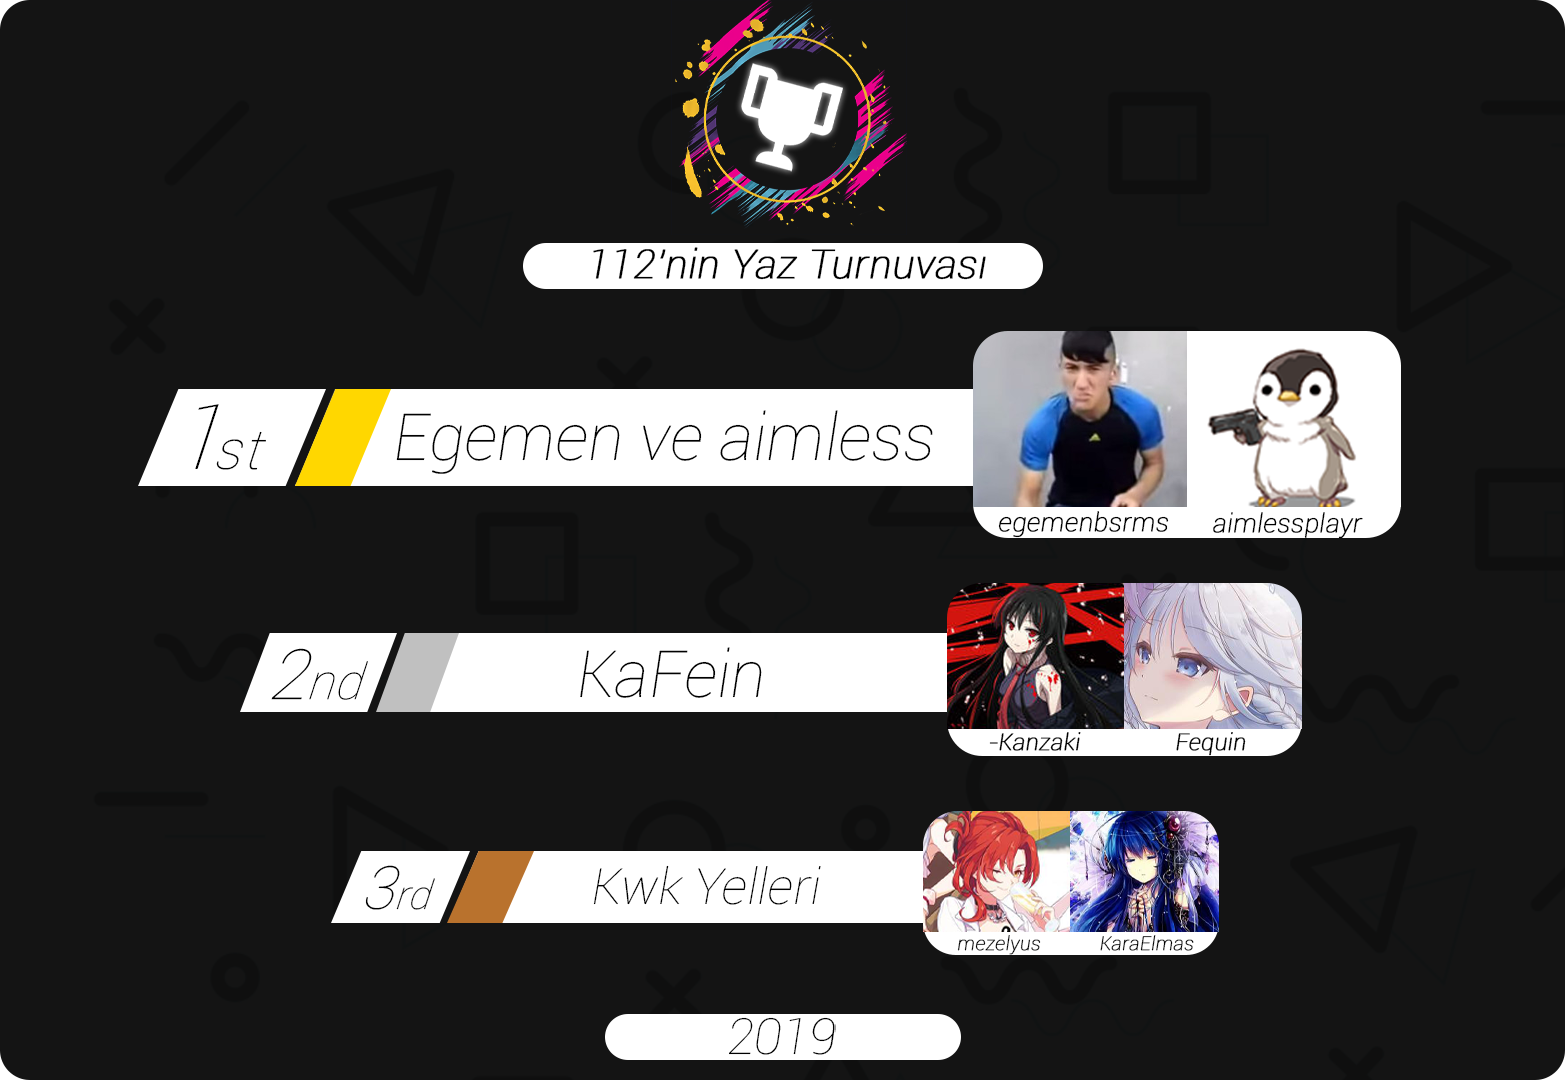 112'nin Yaz Turnuvası
1st
Egemen ve aimless
egemenbsrms
aimlessplayr
2nd
KaFein
-Kanzaki
Fequin
3rd
Kwk Yelleri
mezelyus
KaraElmas
2019